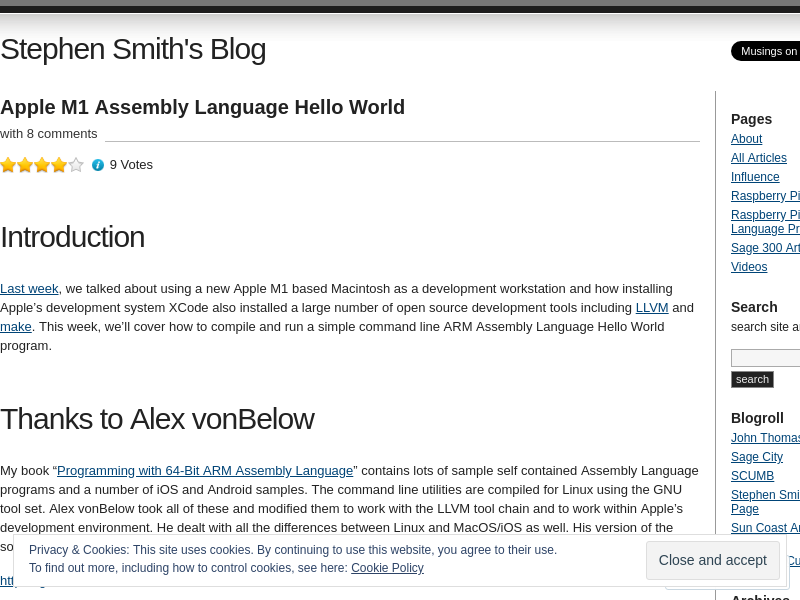 Stephen Smith's Blog
Musings on
Apple M1 Assembly Language Hello World
with 8 comments
9 Votes
Introduction
Last week, we talked about using a new Apple M1 based Macintosh as a development workstation and how installing
Apple’s development system XCode also installed a large number of open source development tools including LLVM and
make. This week, we’ll cover how to compile and run a simple command line ARM Assembly Language Hello World
program.
Thanks to Alex vonBelow
My book “Programming with 64-Bit ARM Assembly Language” contains lots of sample self contained Assembly Language
programs and a number of iOS and Android samples. The command line utilities are compiled for Linux using the GNU
tool set. Alex vonBelow took all of these and modified them to work with the LLVM tool chain and to work within Apple’s
development environment. He dealt with all the differences between Linux and MacOS/iOS as well. His version of the
Pages
About
All Articles
Influence
Raspberry Pi
Raspberry Pi
Language Pr
Sage 300 Art
Videos
Search
search site a
search
Blogroll
John Thomas
Sage City
SCUMB
Stephen Smi
Page
Sun Coast A
Archives
Privacy & Cookies: This site uses cookies. By continuing to use this website, you agree to their use.
To find out more, including how to control cookies, see here: Cookie Policy
Close and accept